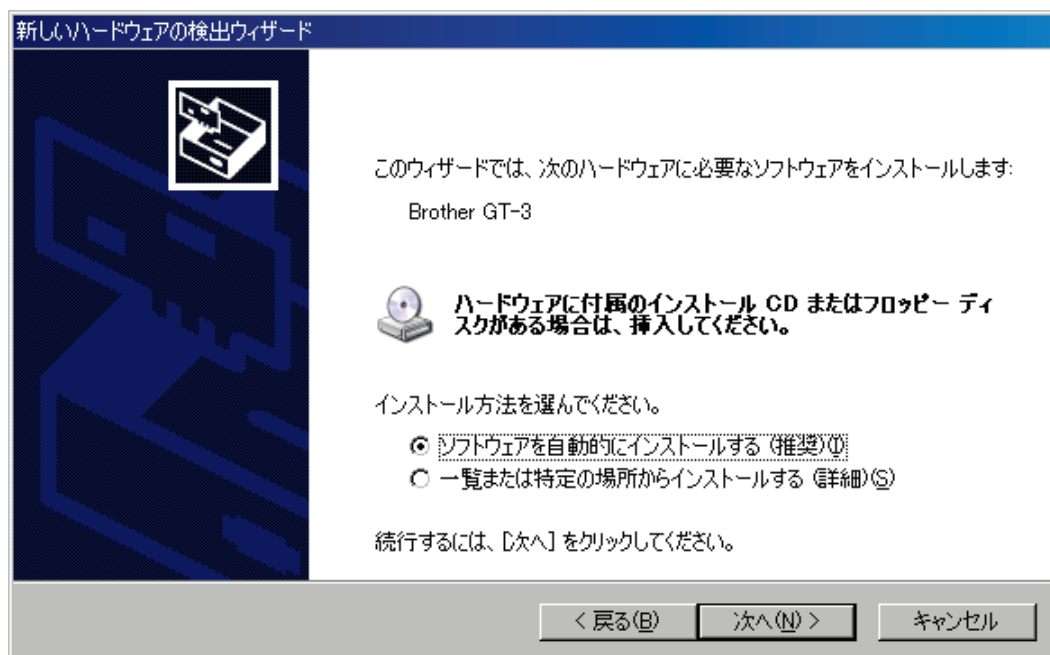 新しいハードウェアの検出ウィザード
このウィザードでは、次のハードウェアに必要なソフトウェアをインストールします:
Brother GT-3
ハードウェアに付属のインストール CD またはフロッピー ディ
スクがある場合は、挿入してください。
インストール方法を選んでください。
ソフトウェアを自動的にインストールする (推奨)(I)
一覧または特定の場所からインストールする (詳細)(S)
続行するには、[次へ] をクリックしてください。
< 戻る(B) 次へ(N) > キャンセル